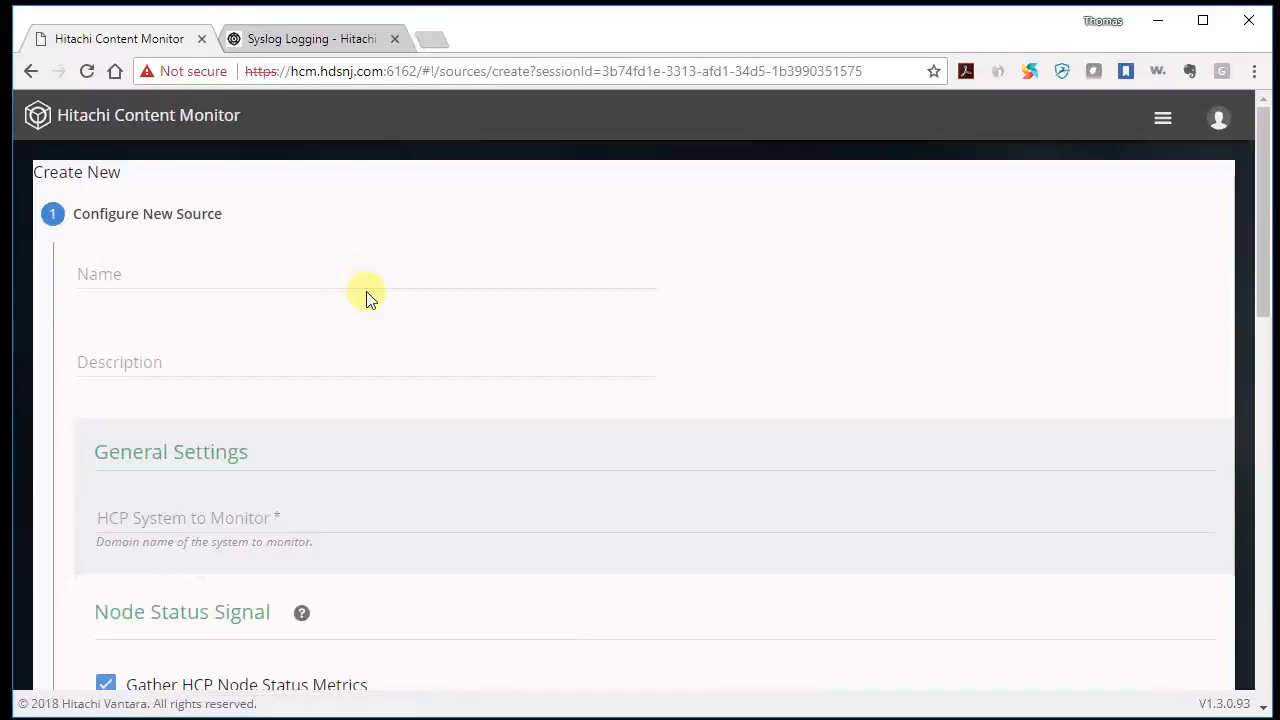 Thomas
Hitachi Content Monitor
Syslog Logging - Hitachi
Not secure
https://hcm.hdsnj.com:6162/#!/sources/create?sessionId=3b74fd1e-3313-afd1-34d5-1b3990351575
Hitachi Content Monitor
Create New
1 Configure New Source
Name
Description
General Settings
HCP System to Monitor *
Domain name of the system to monitor.
Node Status Signal ?
Gather HCP Node Status Metrics
© 2018 Hitachi Vantara. All rights reserved.
V1.3.0.93